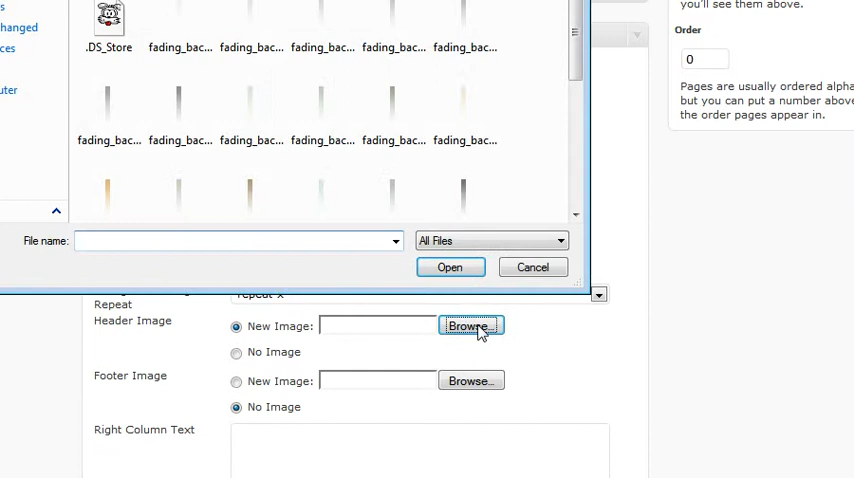 s
hanged
ces
uter
.DS_Store
fading_bac...
fading_bac...
fading_bac...
fading_bac...
fading_bac...
fading_bac...
fading_bac...
fading_bac...
fading_bac...
fading_bac...
fading_bac...
File name:
All Files
Open
Cancel
you'll see them above.
Order
0
Pages are usually ordered alpha
but you can put a number above
the order pages appear in.
Repeat
Header Image
New Image:
Browse...
No Image
Footer Image
New Image:
Browse...
No Image
Right Column Text